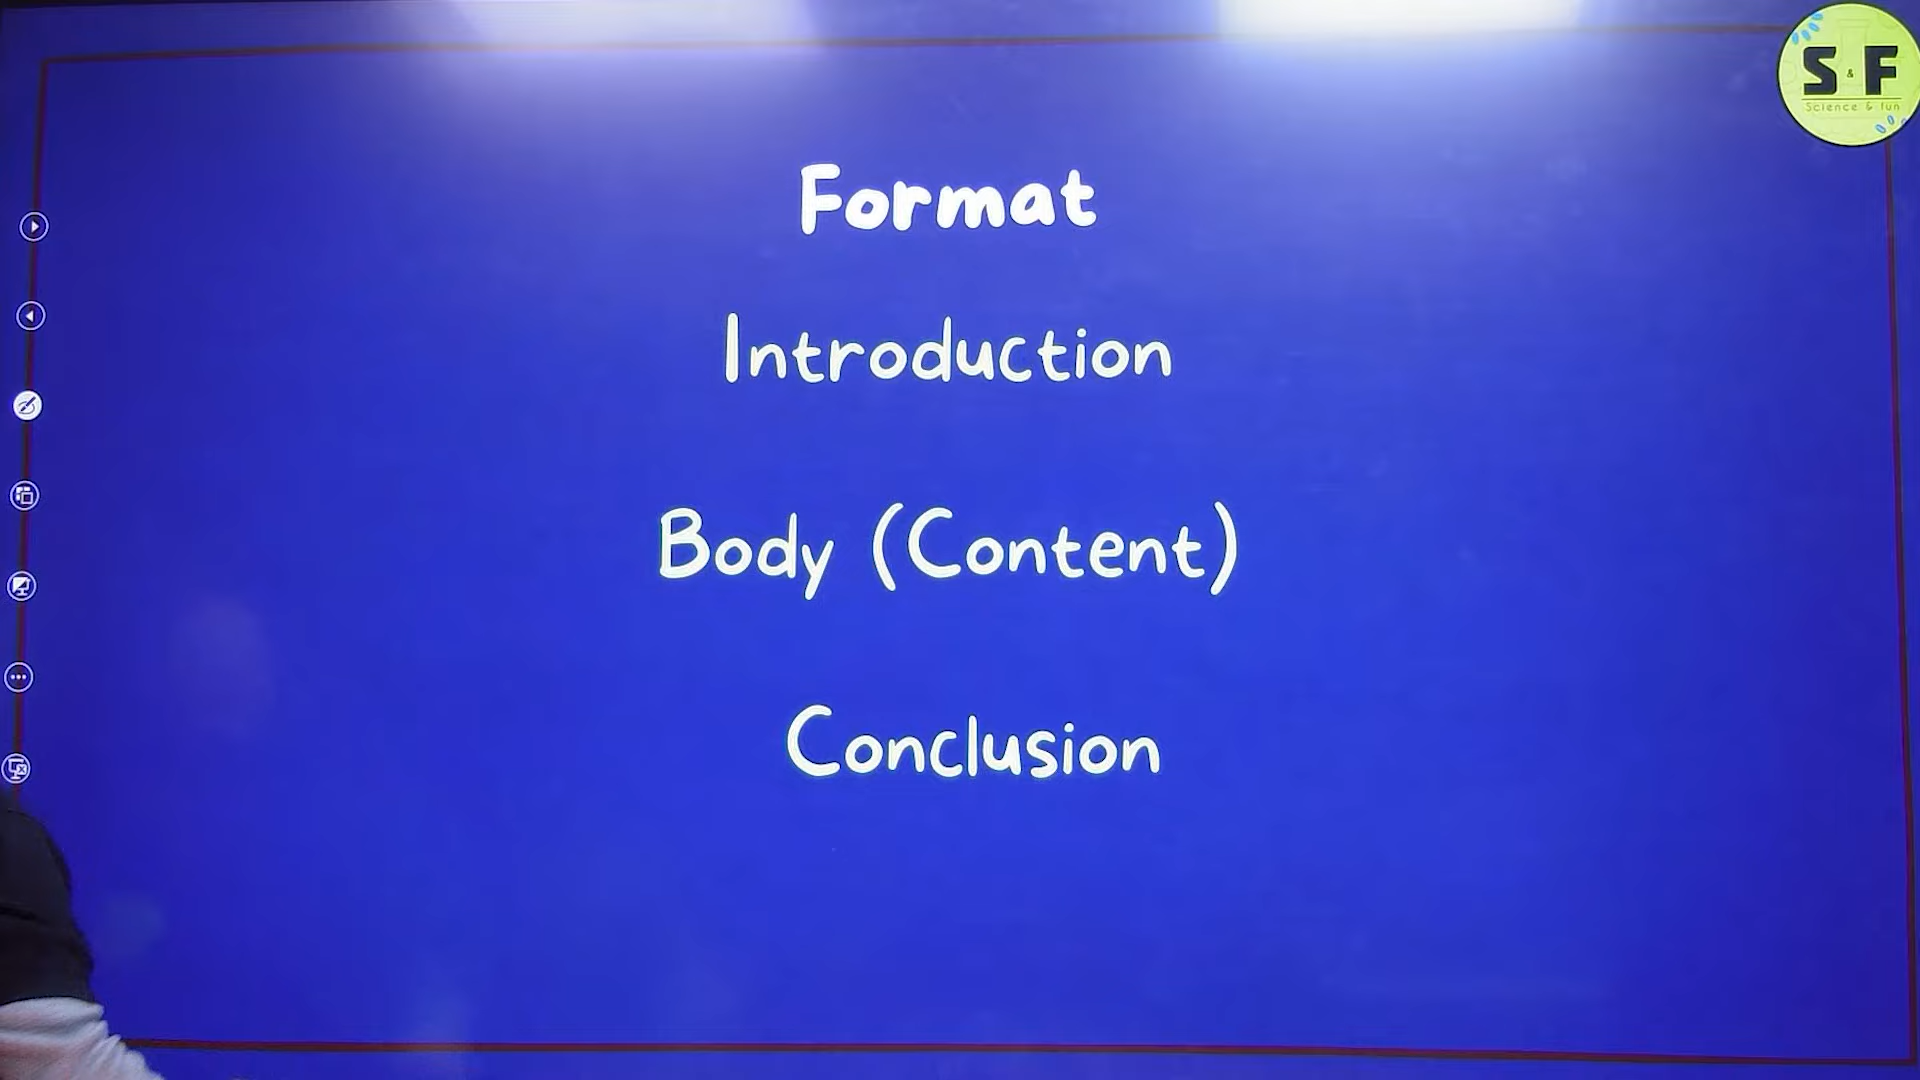 S & F
Science & fun
Format
Introduction
Body (Content)
Conclusion